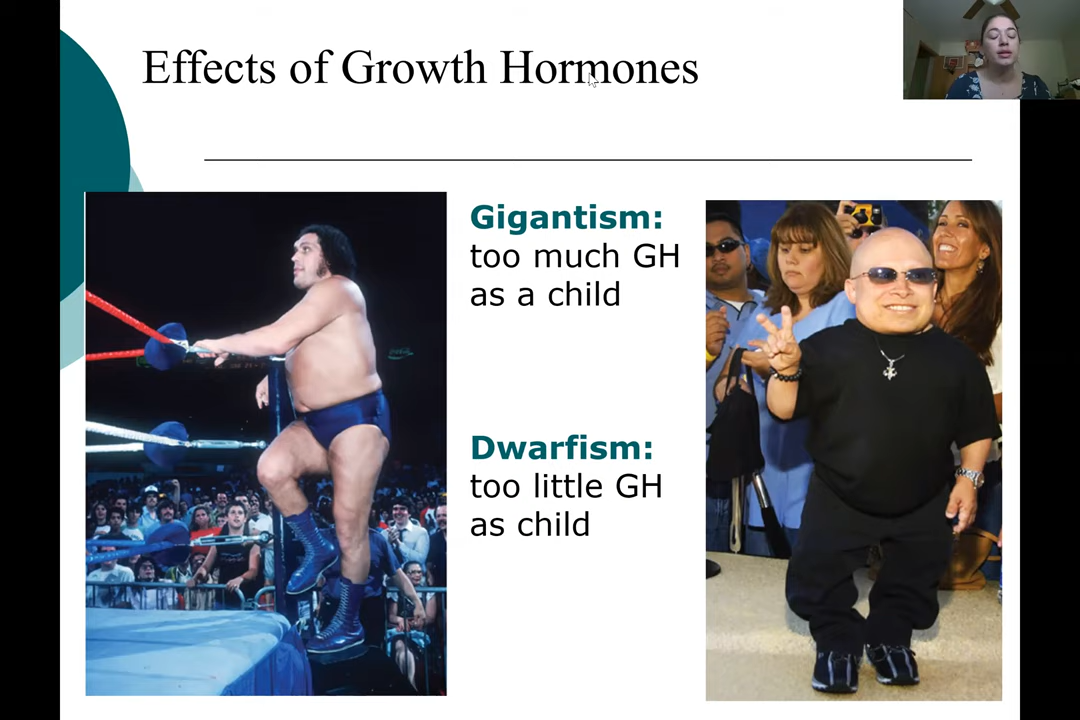 Effects of Growth Hormones
Gigantism:
too much GH
as a child
Dwarfism:
too little GH
as child